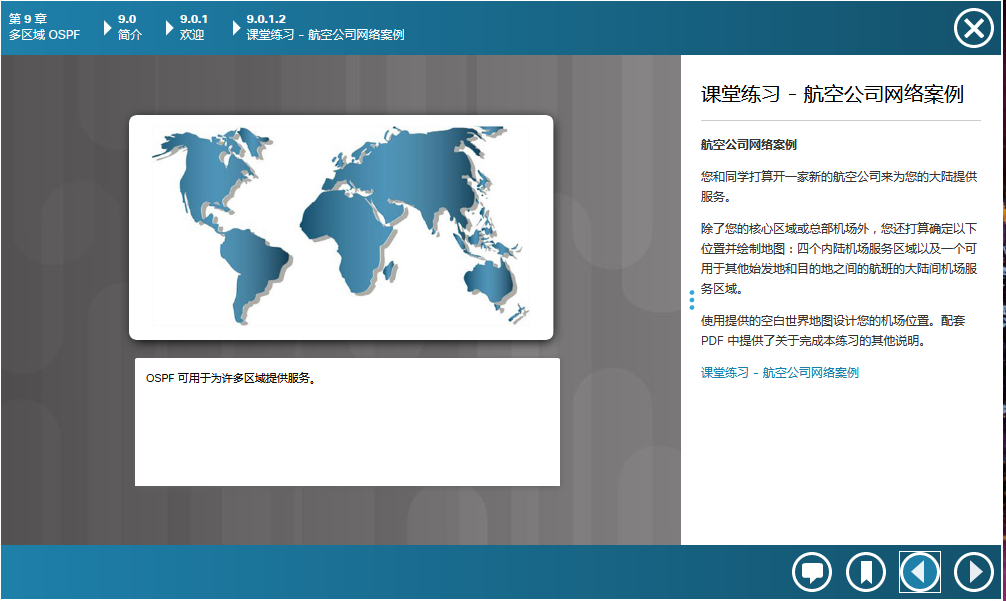 第 9 章
多区域 OSPF
9.0
简介
9.0.1
欢迎
9.0.1.2
课堂练习 - 航空公司网络案例
OSPF 可用于为许多区域提供服务。
课堂练习 - 航空公司网络案例
航空公司网络案例
您和同学打算开一家新的航空公司来为您的大陆提供
服务。
除了您的核心区域或总部机场外，您还打算确定以下
位置并绘制地图：四个内陆机场服务区域以及一个可
用于其他始发地和目的地之间的航班的大陆间机场服
务区域。
使用提供的空白世界地图设计您的机场位置。配套
PDF 中提供了关于完成本练习的其他说明。
课堂练习 - 航空公司网络案例